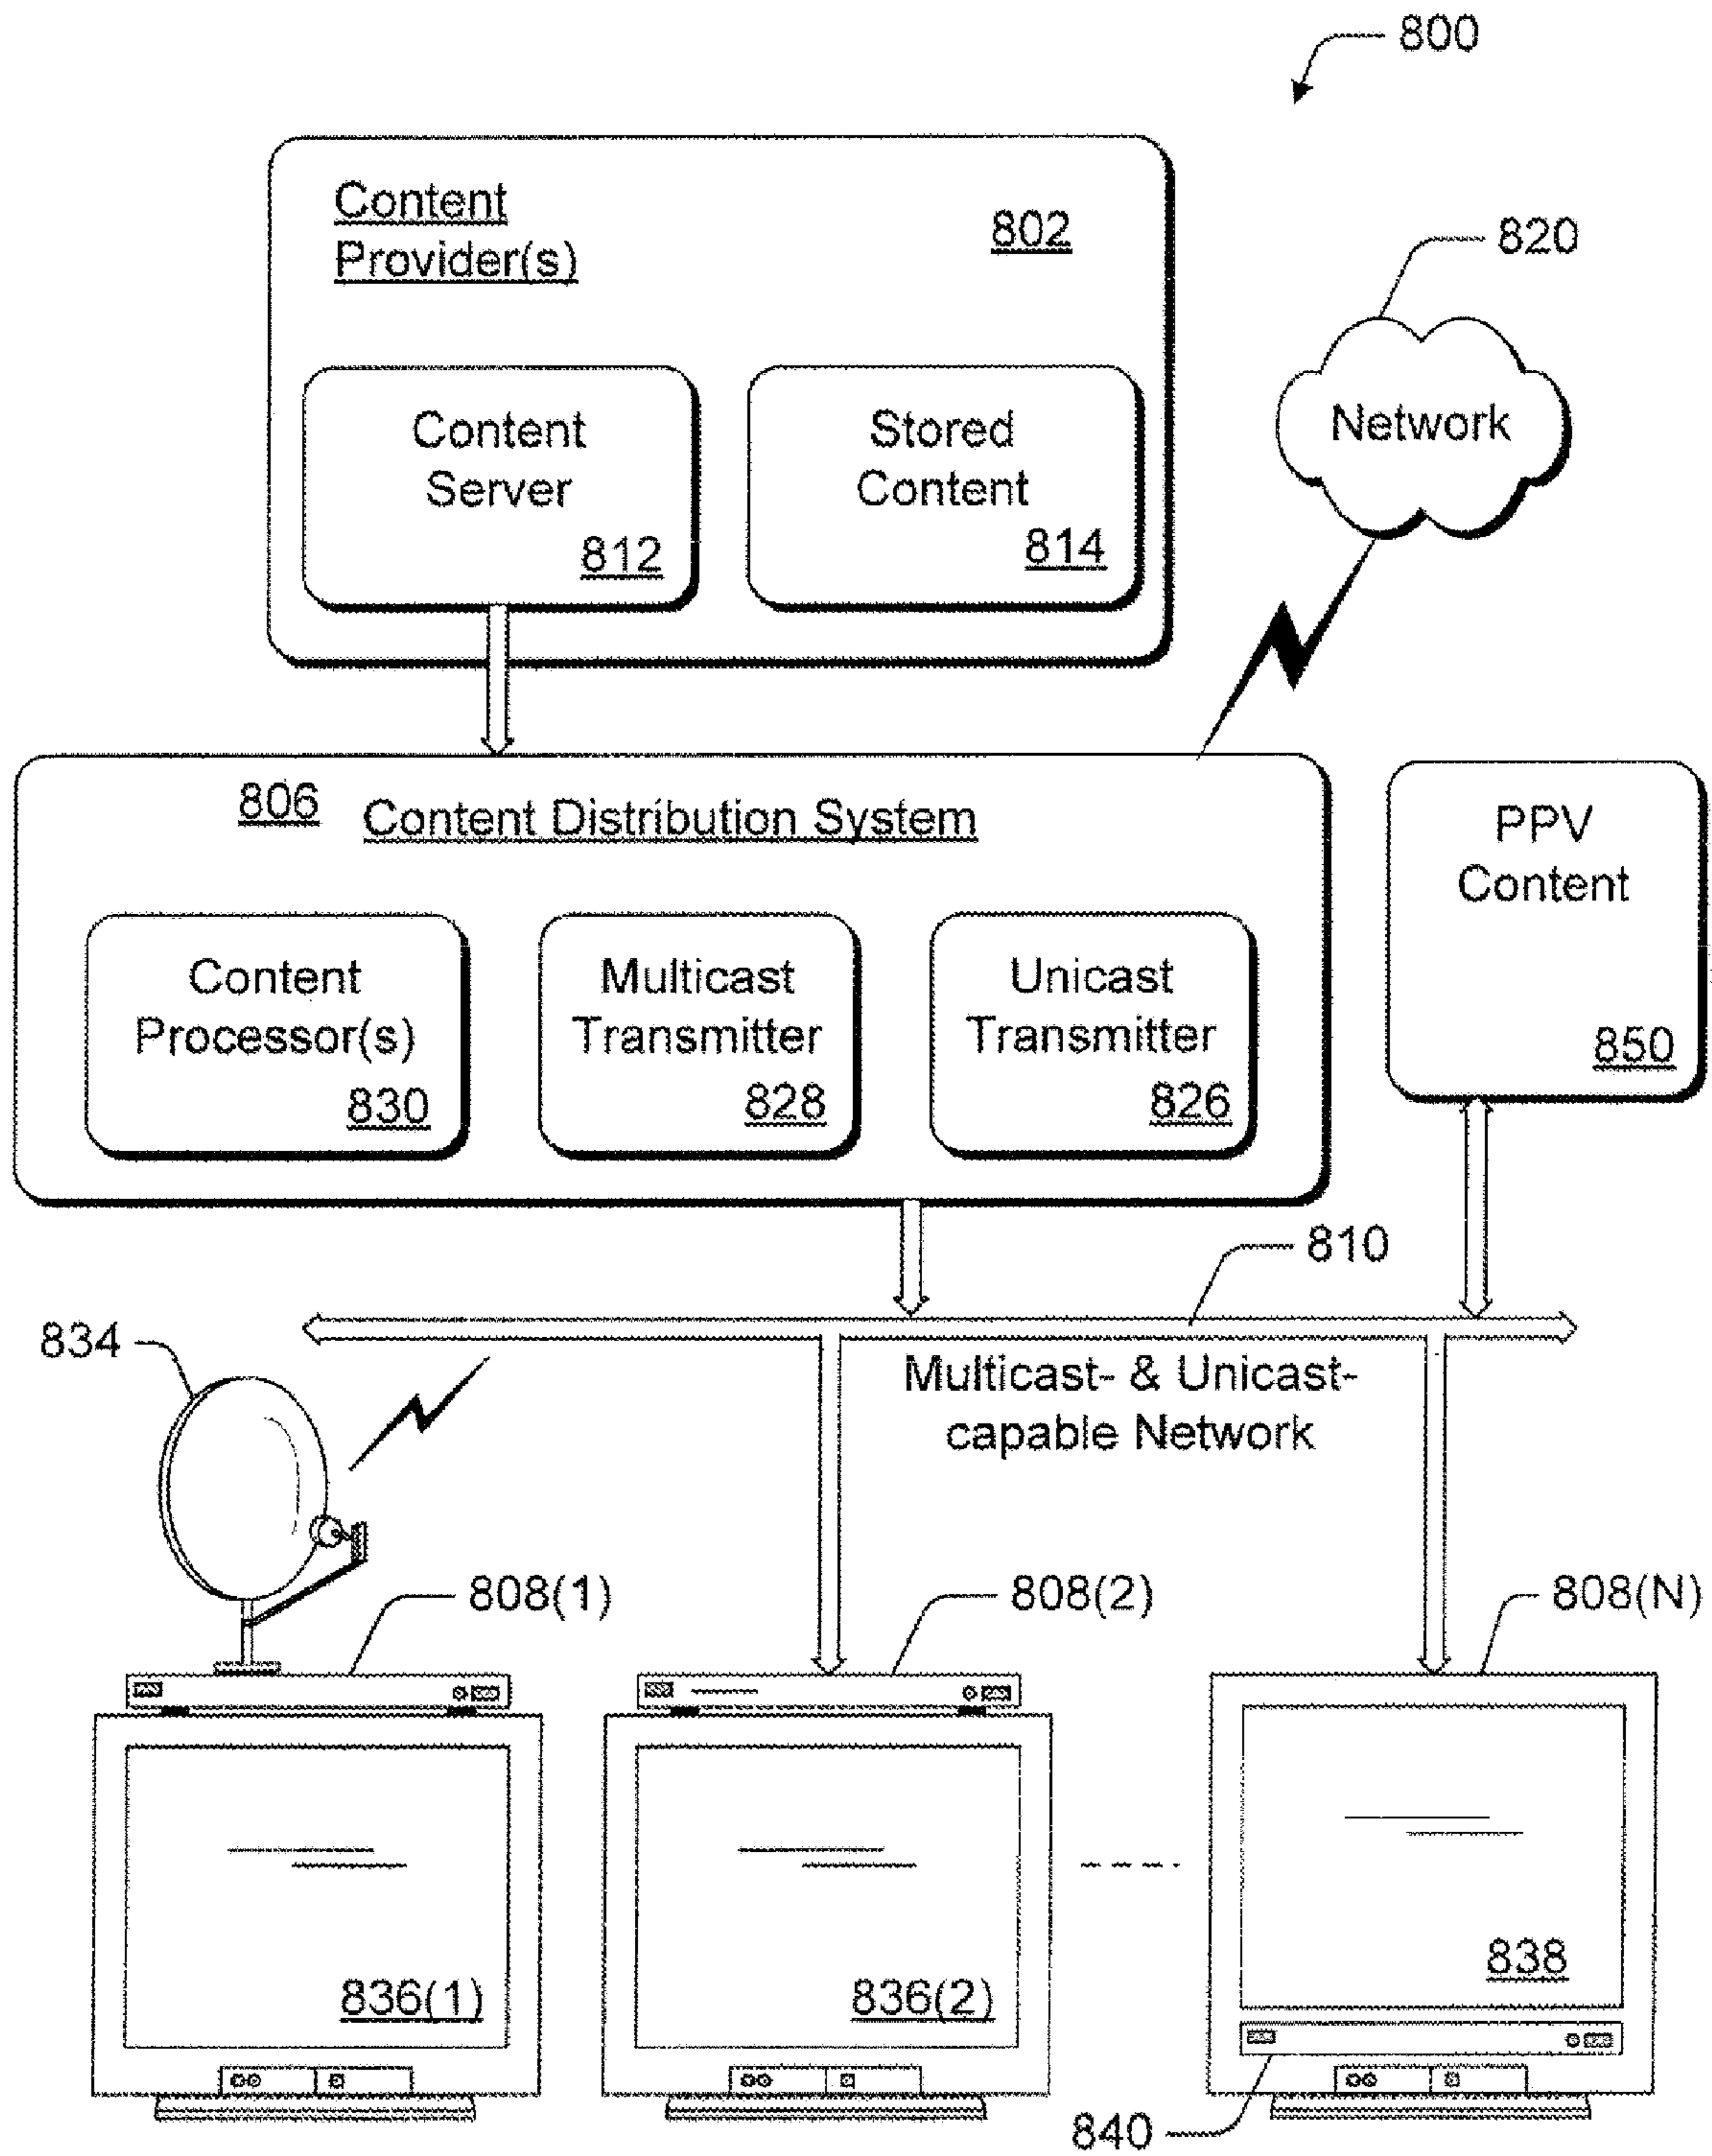 800
Content
Provider(s)
802
820
Content
Server
812
Stored
Content
814
Network
806
Content Distribution System
PPV
Content
850
Content
Processor(s)
830
Multicast
Transmitter
828
Unicast
Transmitter
826
810
834
Multicast- & Unicast-
capable Network
808(1)
808(2)
808(N)
836(1)
836(2)
838
840